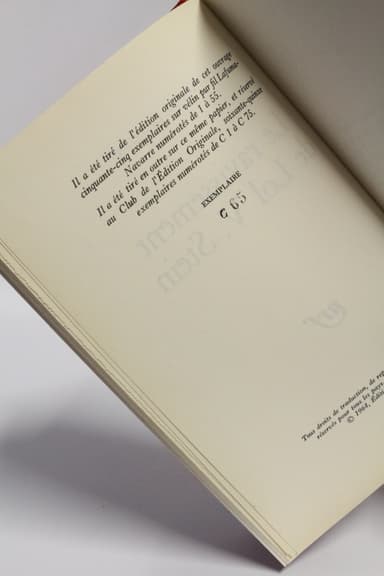 Il a été tiré de l'édition originale de cet ouvrage
cinquante-cinq exemplaires sur vélin pur fil Lafuma-
Navarre numérotés de 1 à 55.
Il a été tiré en outre sur ce même papier, et réservé
au Club de l'Édition Originale, soixante-quinze
exemplaires numérotés de C 1 à C 75.
EXEMPLAIRE
C 65
Tous droits de traduction, de rep
réservés pour tous les pays
© 1964, Éditi